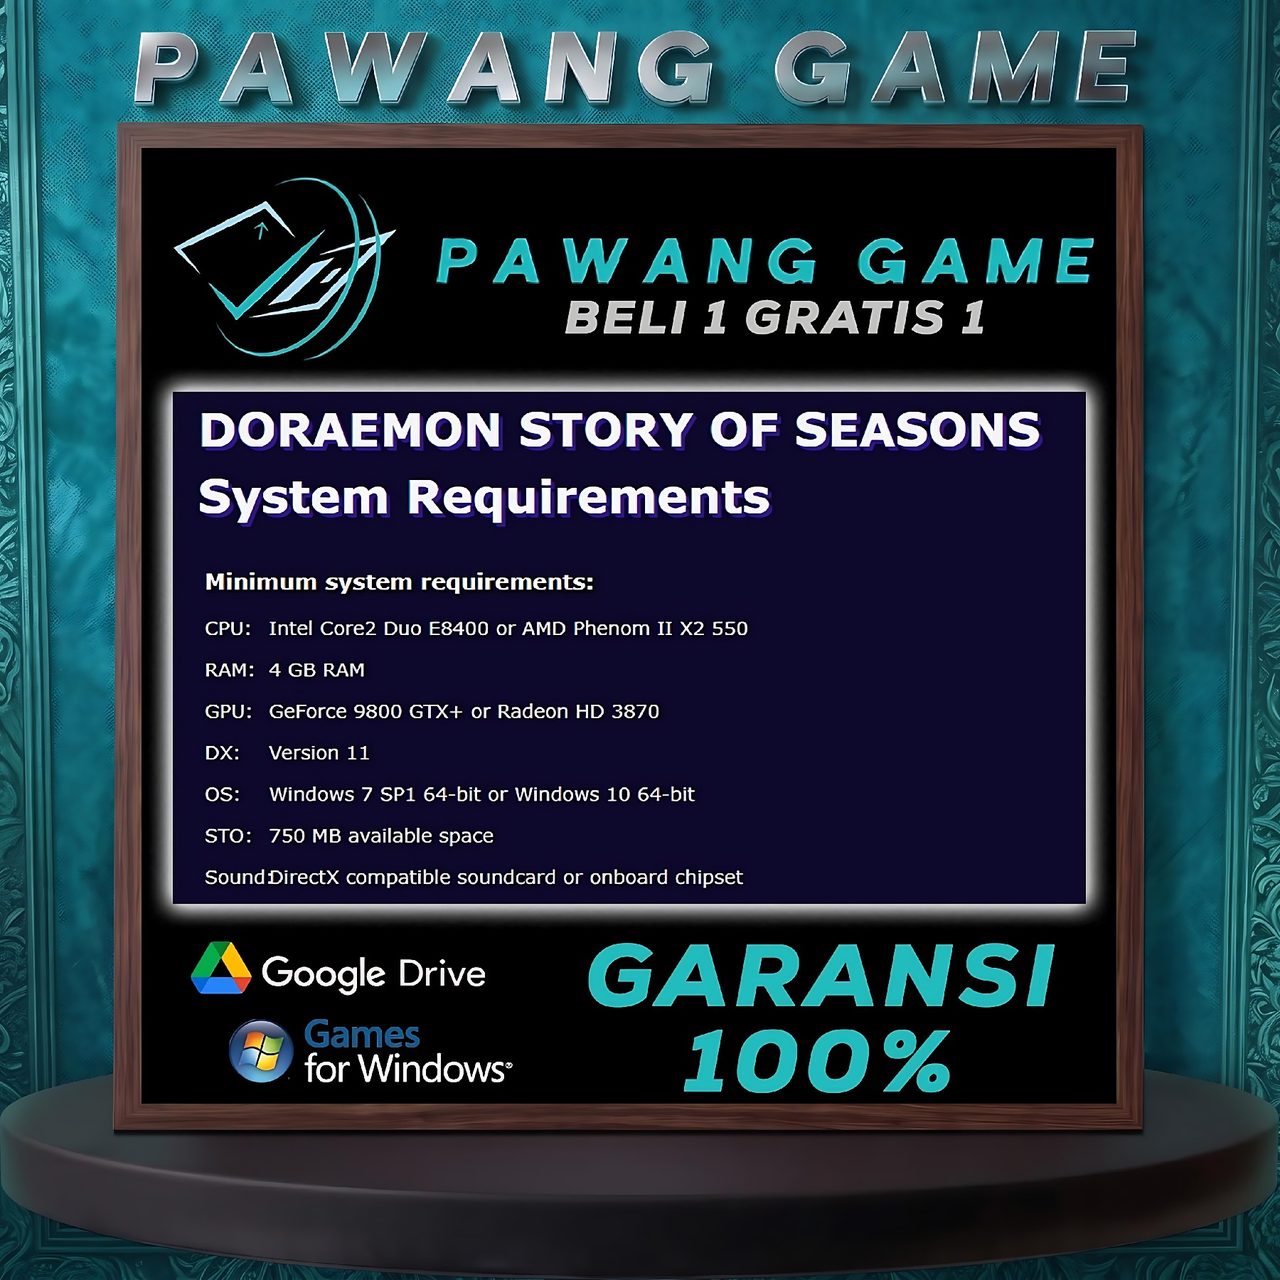 PAWANG GAME
PAWANG GAME
BELI 1 GRATIS 1
DORAEMON STORY OF SEASONS
System Requirements
Minimum system requirements:
CPU: Intel Core2 Duo E8400 or AMD Phenom II X2 550
RAM: 4 GB RAM
GPU: GeForce 9800 GTX+ or Radeon HD 3870
DX: Version 11
OS: Windows 7 SP1 64-bit or Windows 10 64-bit
STO: 750 MB available space
Sound: DirectX compatible soundcard or onboard chipset
Google Drive
Games
for Windows®
GARANSI
100%